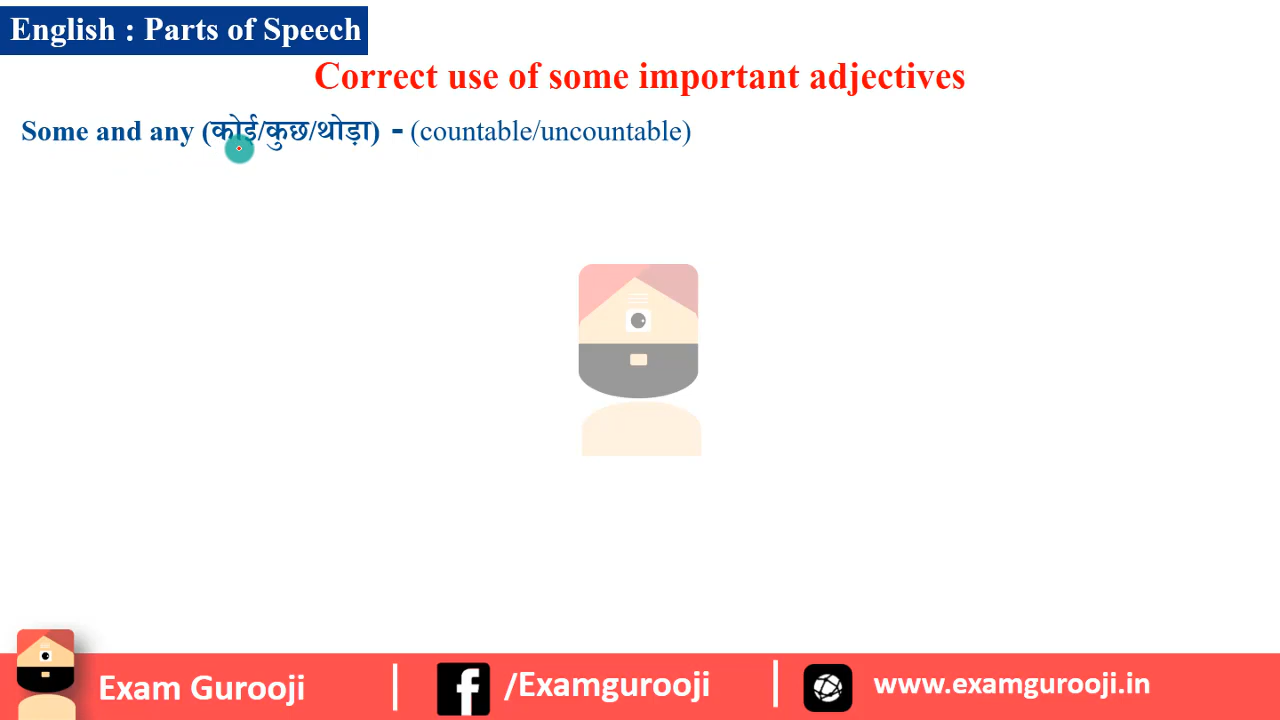 English : Parts of Speech
Correct use of some important adjectives
Some and any (कोई/कुछ/थोड़ा) - (countable/uncountable)
Exam Gurooji | /Examgurooji | www.examgurooji.in